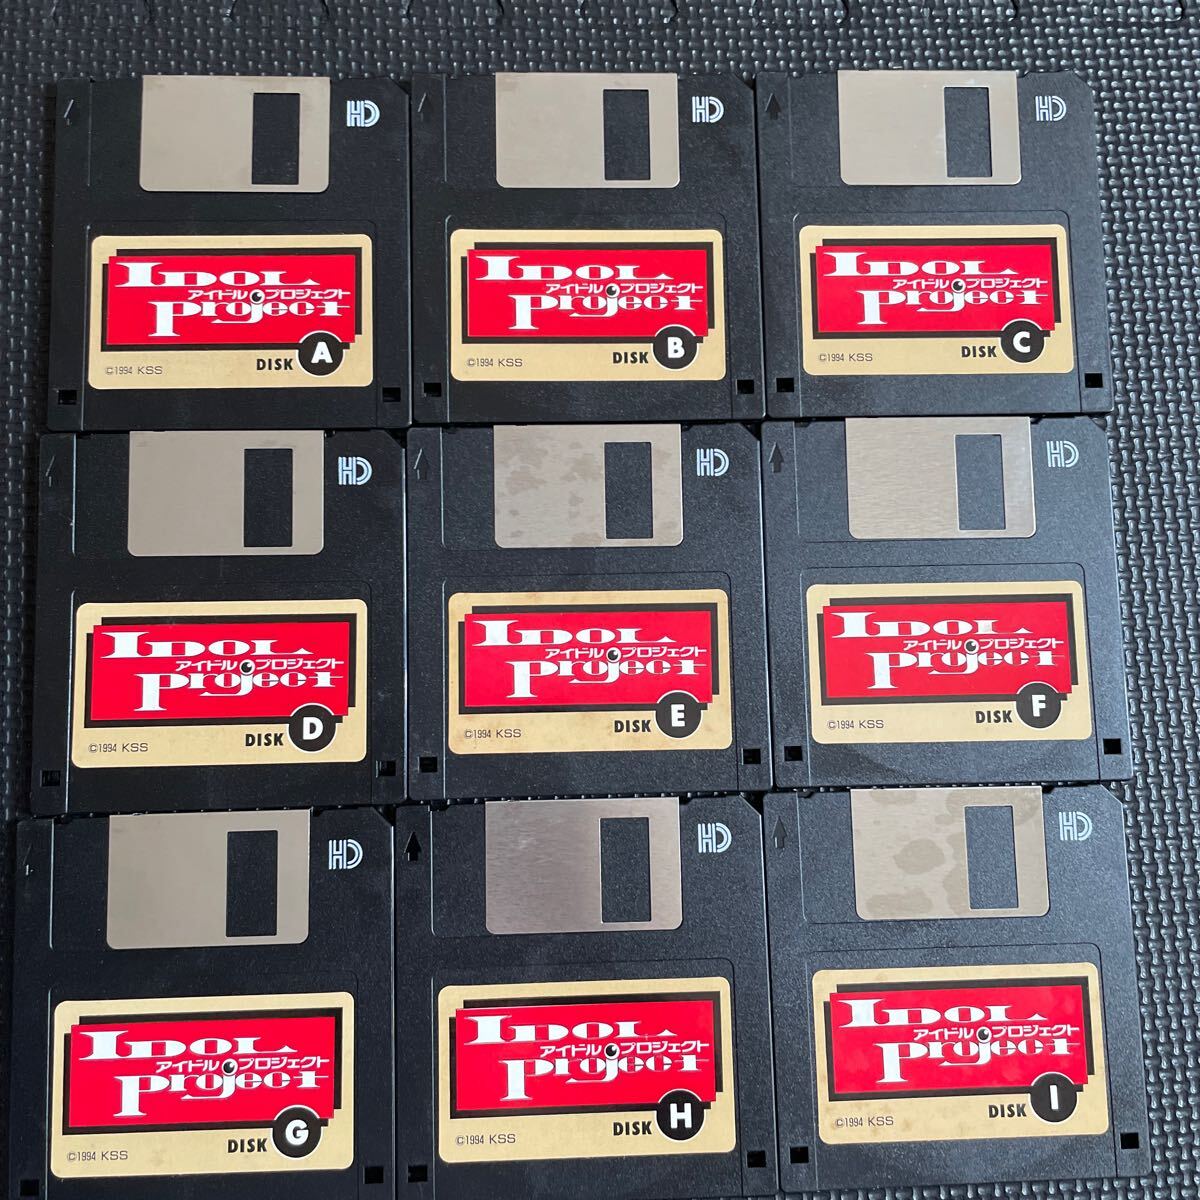 HD
IDOL
アイドル・プロジェクト
Project
©1994 KSS
DISK A
HD
IDOL
アイドル・プロジェクト
Project
©1994 KSS
DISK B
HD
IDOL
アイドル・プロジェクト
Project
©1994 KSS
DISK C
HD
IDOL
アイドル・プロジェクト
Project
©1994 KSS
DISK D
HD
IDOL
アイドル・プロジェクト
Project
©1994 KSS
DISK E
HD
IDOL
アイドル・プロジェクト
Project
©1994 KSS
DISK F
HD
IDOL
アイドル・プロジェクト
Project
©1994 KSS
DISK G
HD
IDOL
アイドル・プロジェクト
Project
©1994 KSS
DISK H
HD
IDOL
アイドル・プロジェクト
Project
©1994 KSS
DISK I